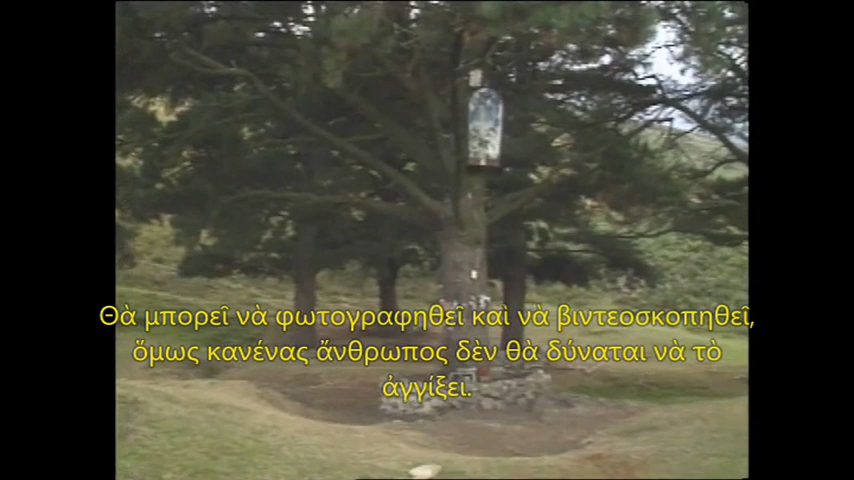 Θὰ μπορεῖ νὰ φωτογραφηθεῖ καὶ νὰ βιντεοσκοπηθεῖ,
ὅμως κανένας ἄνθρωπος δὲν θὰ δύναται νὰ τὸ
ἀγγίξει.